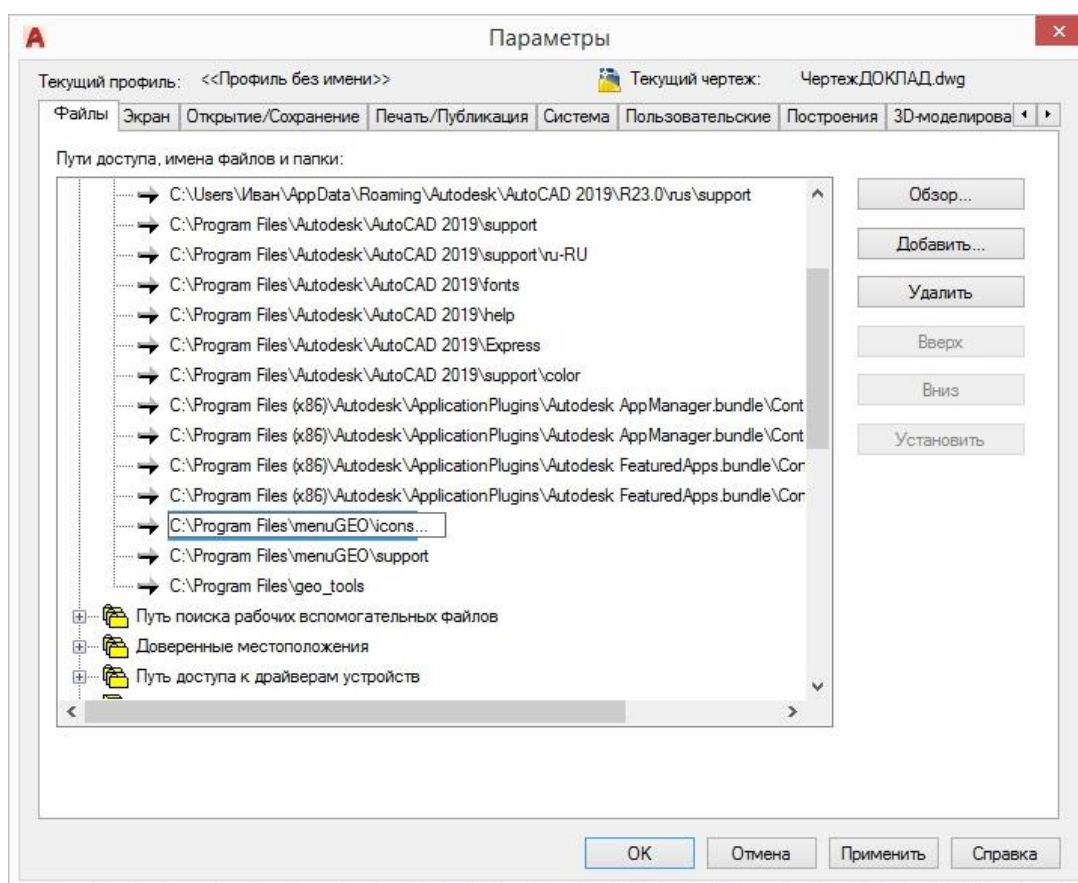 Параметры
Текущий профиль: <<Профиль без имени>> Текущий чертеж: ЧертежДОКЛАД.dwg
Файлы Экран Открытие/Сохранение Печать/Публикация Система Пользовательские Построения 3D-моделирова
Пути доступа, имена файлов и папки:
C:\Users\Иван\AppData\Roaming\Autodesk\AutoCAD 2019\R23.0\rus\support
Обзор...
C:\Program Files\Autodesk\AutoCAD 2019\support
Добавить...
C:\Program Files\Autodesk\AutoCAD 2019\support\ru-RU
C:\Program Files\Autodesk\AutoCAD 2019\fonts
Удалить
C:\Program Files\Autodesk\AutoCAD 2019\help
C:\Program Files\Autodesk\AutoCAD 2019\Express
Вверх
C:\Program Files\Autodesk\AutoCAD 2019\support\color
Вниз
C:\Program Files (x86)\Autodesk\ApplicationPlugins\Autodesk AppManager.bundle\Cont
C:\Program Files (x86)\Autodesk\ApplicationPlugins\Autodesk AppManager.bundle\Cont
Установить
C:\Program Files (x86)\Autodesk\ApplicationPlugins\Autodesk FeaturedApps.bundle\Con
C:\Program Files (x86)\Autodesk\ApplicationPlugins\Autodesk FeaturedApps.bundle\Con
C:\Program Files\menuGEO\icons...
C:\Program Files\menuGEO\support
C:\Program Files\geo_tools
Путь поиска рабочих вспомогательных файлов
Доверенные местоположения
Путь доступа к драйверам устройств
OK Отмена Применить Справка